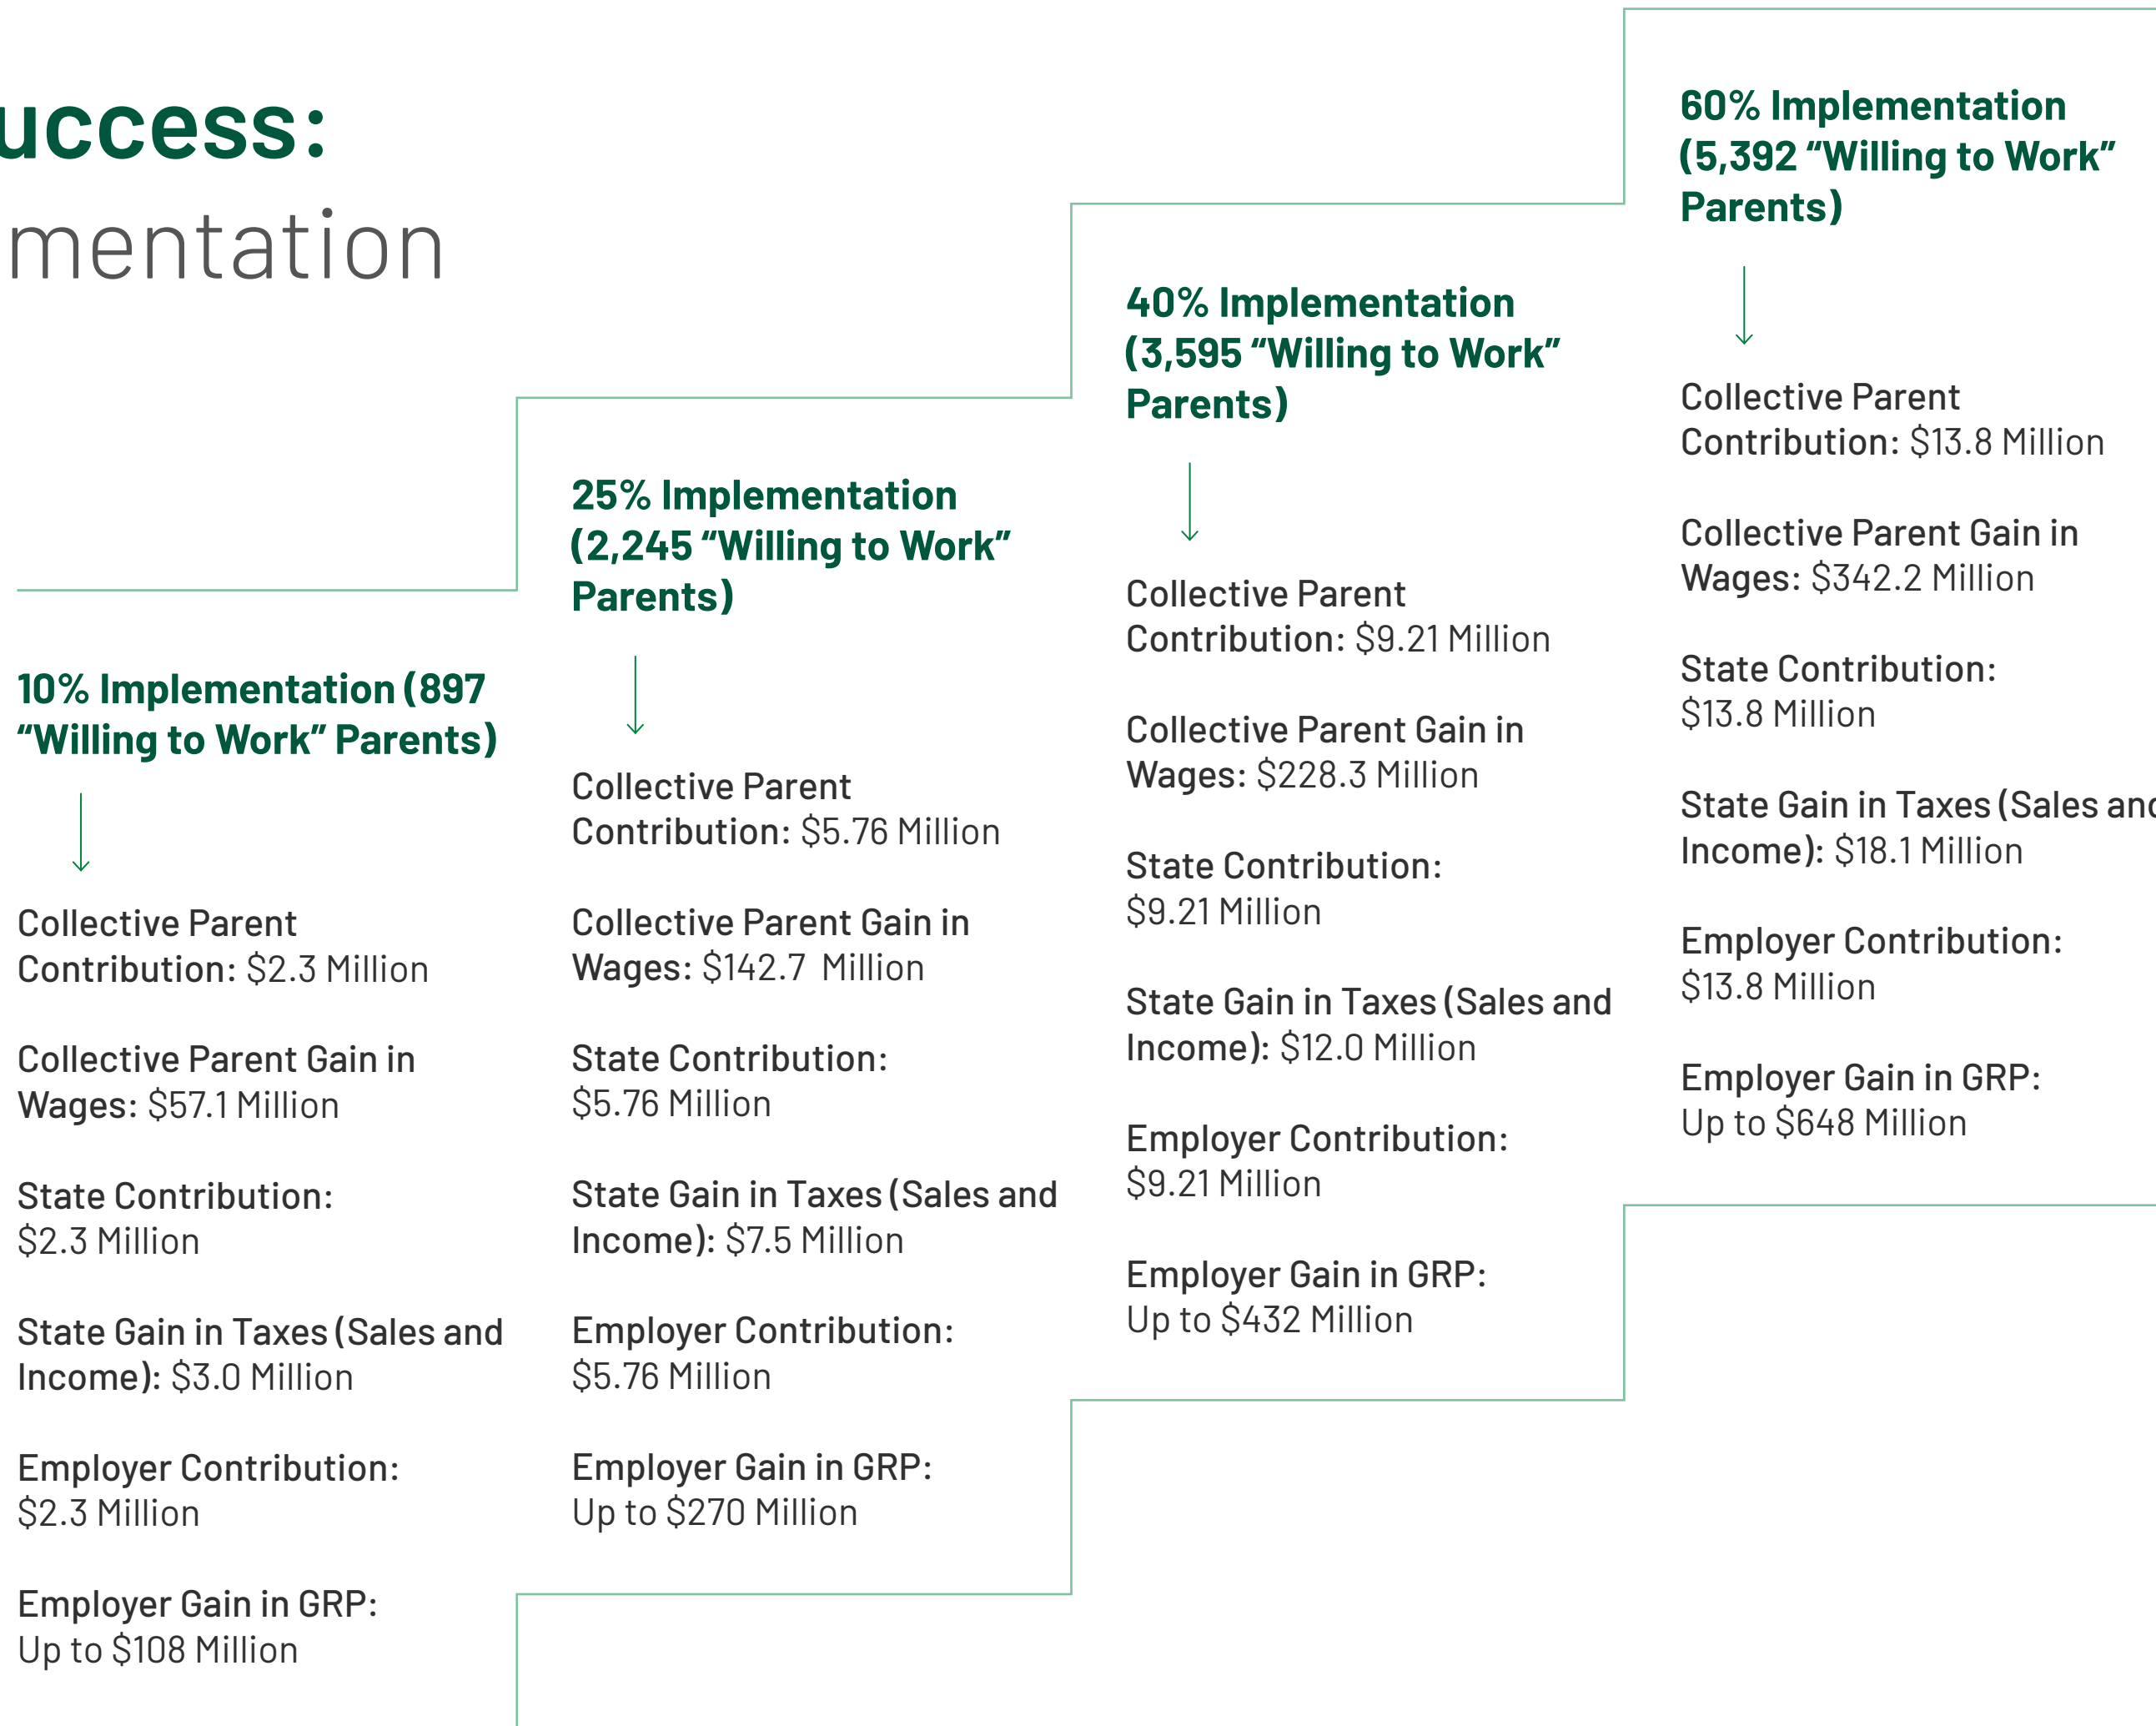 uccess:
mentation
10% Implementation (897
“Willing to Work” Parents)
Collective Parent
Contribution: $2.3 Million
Collective Parent Gain in
Wages: $57.1 Million
State Contribution:
$2.3 Million
State Gain in Taxes (Sales and
Income): $3.0 Million
Employer Contribution:
$2.3 Million
Employer Gain in GRP:
Up to $108 Million
25% Implementation
(2,245 “Willing to Work”
Parents)
Collective Parent
Contribution: $5.76 Million
Collective Parent Gain in
Wages: $142.7 Million
State Contribution:
$5.76 Million
State Gain in Taxes (Sales and
Income): $7.5 Million
Employer Contribution:
$5.76 Million
Employer Gain in GRP:
Up to $270 Million
40% Implementation
(3,595 “Willing to Work”
Parents)
Collective Parent
Contribution: $9.21 Million
Collective Parent Gain in
Wages: $228.3 Million
State Contribution:
$9.21 Million
State Gain in Taxes (Sales and
Income): $12.0 Million
Employer Contribution:
$9.21 Million
Employer Gain in GRP:
Up to $432 Million
60% Implementation
(5,392 “Willing to Work”
Parents)
Collective Parent
Contribution: $13.8 Million
Collective Parent Gain in
Wages: $342.2 Million
State Contribution:
$13.8 Million
State Gain in Taxes (Sales and
Income): $18.1 Million
Employer Contribution:
$13.8 Million
Employer Gain in GRP:
Up to $648 Million